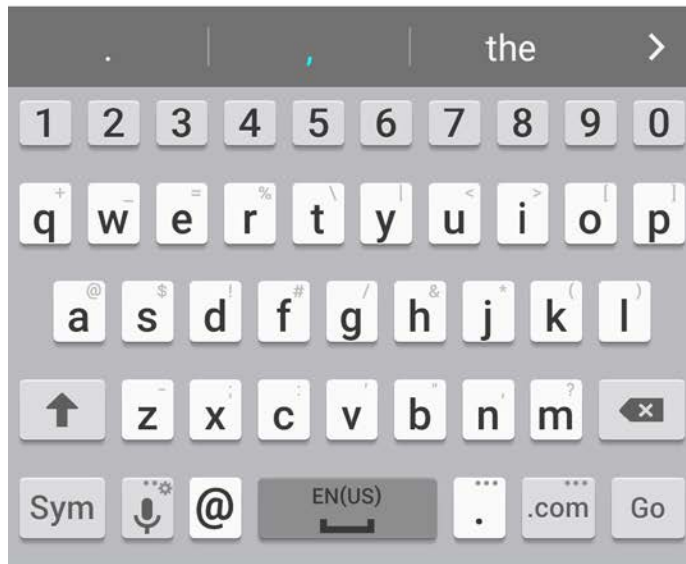 . , the >
1 2 3 4 5 6 7 8 9 0
+ _ = % \ | < > [ ]
q w e r t y u i o p
@ $ ! # / & * ( )
a s d f g h j k l
- ; : ' " , ?
z x c v b n m
EN(US)
Sym @ . .com Go